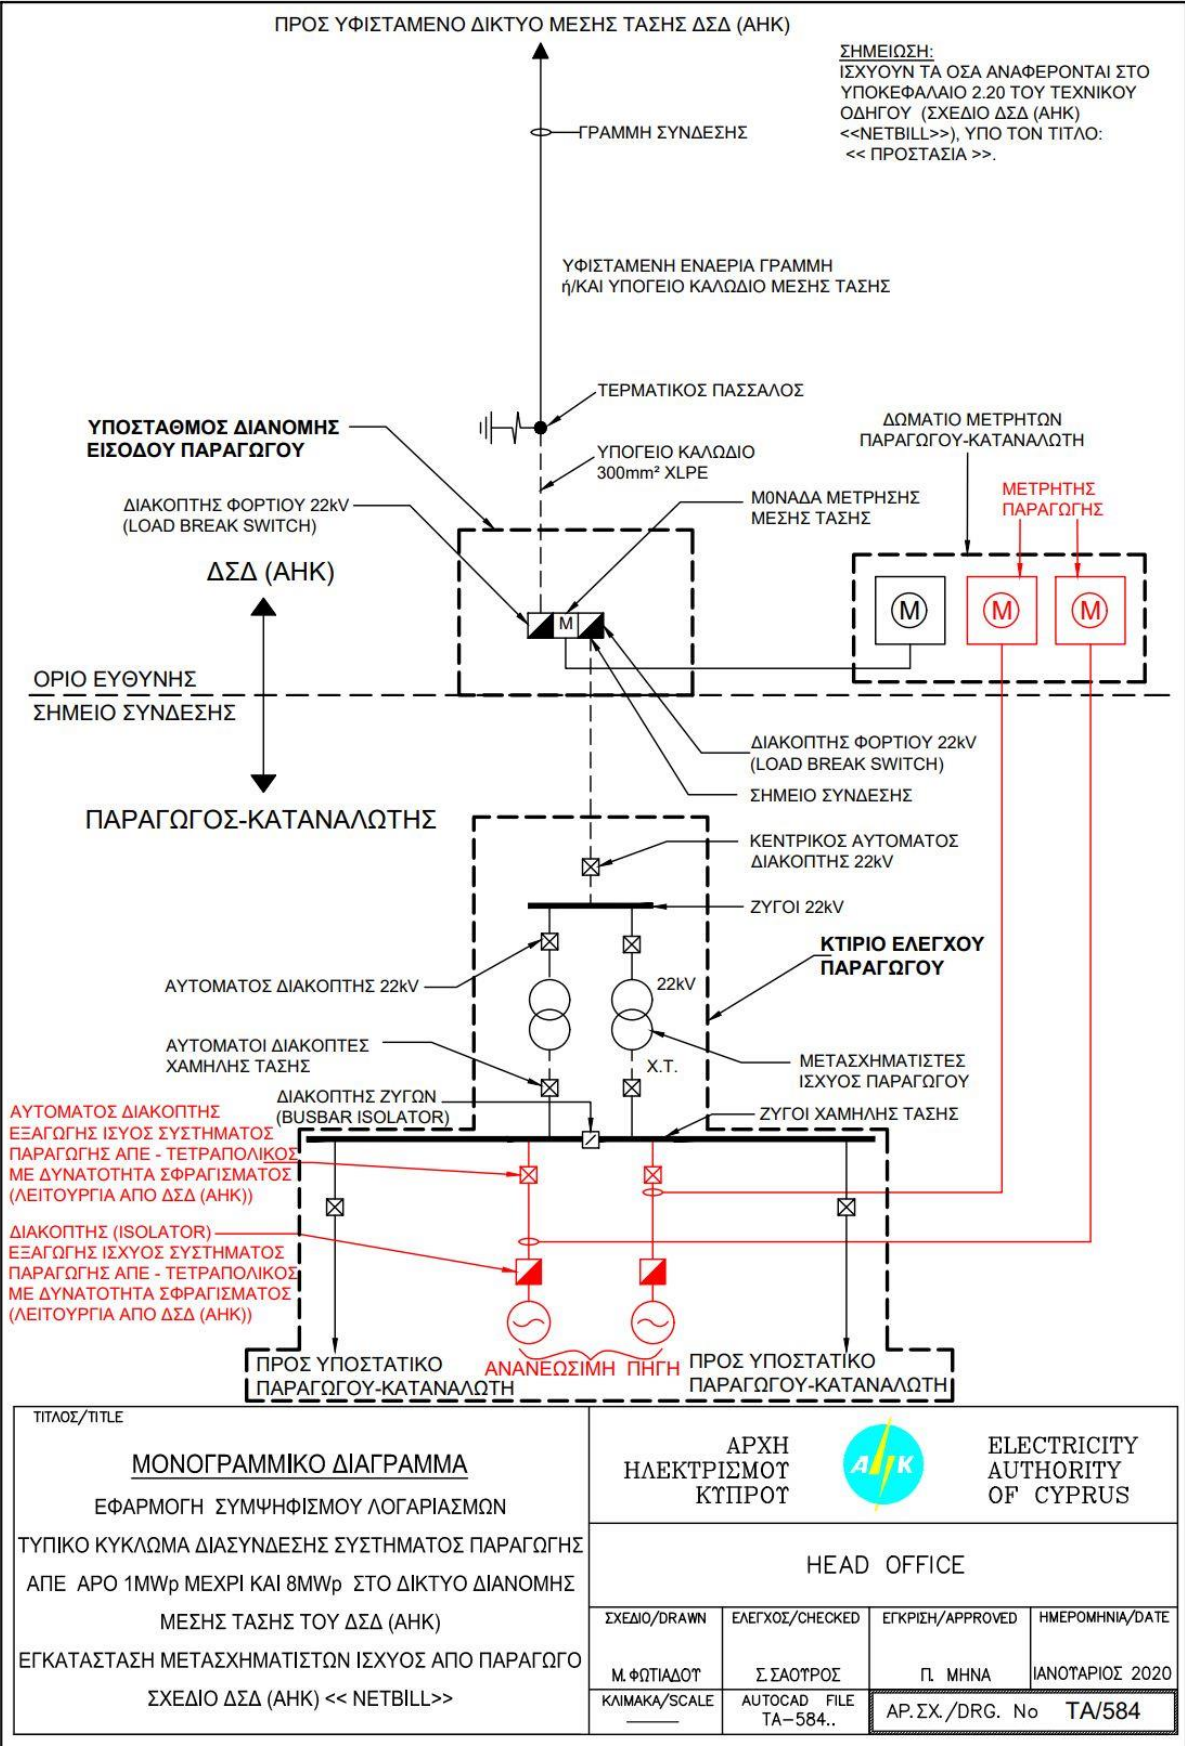 ΠΡΟΣ ΥΦΙΣΤΑΜΕΝΟ ΔΙΚΤΥΟ ΜΕΣΗΣ ΤΑΣΗΣ ΔΣΔ (ΑΗΚ)
ΣΗΜΕΙΩΣΗ:
ΙΣΧΥΟΥΝ ΤΑ ΟΣΑ ΑΝΑΦΕΡΟΝΤΑΙ ΣΤΟ
ΥΠΟΚΕΦΑΛΑΙΟ 2.20 ΤΟΥ ΤΕΧΝΙΚΟΥ
ΟΔΗΓΟΥ (ΣΧΕΔΙΟ ΔΣΔ (ΑΗΚ)
<<NETBILL>>), ΥΠΟ ΤΟΝ ΤΙΤΛΟ:
<< ΠΡΟΣΤΑΣΙΑ >>.
ΓΡΑΜΜΗ ΣΥΝΔΕΣΗΣ
ΥΦΙΣΤΑΜΕΝΗ ΕΝΑΕΡΙΑ ΓΡΑΜΜΗ
ή/ΚΑΙ ΥΠΟΓΕΙΟ ΚΑΛΩΔΙΟ ΜΕΣΗΣ ΤΑΣΗΣ
ΤΕΡΜΑΤΙΚΟΣ ΠΑΣΣΑΛΟΣ
ΥΠΟΣΤΑΘΜΟΣ ΔΙΑΝΟΜΗΣ
ΕΙΣΟΔΟΥ ΠΑΡΑΓΩΓΟΥ
ΔΩΜΑΤΙΟ ΜΕΤΡΗΤΩΝ
ΠΑΡΑΓΩΓΟΥ-ΚΑΤΑΝΑΛΩΤΗ
ΥΠΟΓΕΙΟ ΚΑΛΩΔΙΟ
300mm² XLPE
ΔΙΑΚΟΠΤΗΣ ΦΟΡΤΙΟΥ 22kV
(LOAD BREAK SWITCH)
Μ0ΝΑΔΑ ΜΕΤΡΗΣΗΣ
ΜΕΣΗΣ ΤΑΣΗΣ
ΜΕΤΡΗΤΗΣ
ΠΑΡΑΓΩΓΗΣ
ΔΣΔ (ΑΗΚ)
M
M
M
M
ΟΡΙΟ ΕΥΘΥΝΗΣ
ΣΗΜΕΙΟ ΣΥΝΔΕΣΗΣ
ΔΙΑΚΟΠΤΗΣ ΦΟΡΤΙΟΥ 22kV
(LOAD BREAK SWITCH)
ΣΗΜΕΙΟ ΣΥΝΔΕΣΗΣ
ΠΑΡΑΓΩΓΟΣ-ΚΑΤΑΝΑΛΩΤΗΣ
ΚΕΝΤΡΙΚΟΣ ΑΥΤΟΜΑΤΟΣ
ΔΙΑΚΟΠΤΗΣ 22kV
ΖΥΓΟΙ 22kV
ΚΤΙΡΙΟ ΕΛΕΓΧΟΥ
ΠΑΡΑΓΩΓΟΥ
ΑΥΤΟΜΑΤΟΣ ΔΙΑΚΟΠΤΗΣ 22kV
22kV
ΑΥΤΟΜΑΤΟΙ ΔΙΑΚΟΠΤΕΣ
ΧΑΜΗΛΗΣ ΤΑΣΗΣ
Χ.Τ.
ΜΕΤΑΣΧΗΜΑΤΙΣΤΕΣ
ΙΣΧΥΟΣ ΠΑΡΑΓΩΓΟΥ
ΔΙΑΚΟΠΤΗΣ ΖΥΓΩΝ
(BUSBAR ISOLATOR)
ΖΥΓΟΙ ΧΑΜΗΛΗΣ ΤΑΣΗΣ
ΑΥΤΟΜΑΤΟΣ ΔΙΑΚΟΠΤΗΣ
ΕΞΑΓΩΓΗΣ ΙΣΥΟΣ ΣΥΣΤΗΜΑΤΟΣ
ΠΑΡΑΓΩΓΗΣ ΑΠΕ - ΤΕΤΡΑΠΟΛΙΚΟΣ
ΜΕ ΔΥΝΑΤΟΤΗΤΑ ΣΦΡΑΓΙΣΜΑΤΟΣ
(ΛΕΙΤΟΥΡΓΙΑ ΑΠΟ ΔΣΔ (ΑΗΚ))
ΔΙΑΚΟΠΤΗΣ (ISOLATOR)
ΕΞΑΓΩΓΗΣ ΙΣΧΥΟΣ ΣΥΣΤΗΜΑΤΟΣ
ΠΑΡΑΓΩΓΗΣ ΑΠΕ - ΤΕΤΡΑΠΟΛΙΚΟΣ
ΜΕ ΔΥΝΑΤΟΤΗΤΑ ΣΦΡΑΓΙΣΜΑΤΟΣ
(ΛΕΙΤΟΥΡΓΙΑ ΑΠΟ ΔΣΔ (ΑΗΚ))
ΠΡΟΣ ΥΠΟΣΤΑΤΙΚΟ
ΠΑΡΑΓΩΓΟΥ-ΚΑΤΑΝΑΛΩΤΗ
ΑΝΑΝΕΩΣΙΜΗ ΠΗΓΗ
ΠΡΟΣ ΥΠΟΣΤΑΤΙΚΟ
ΠΑΡΑΓΩΓΟΥ-ΚΑΤΑΝΑΛΩΤΗ
ΤΙΤΛΟΣ/TITLE
ΜΟΝΟΓΡΑΜΜΙΚΟ ΔΙΑΓΡΑΜΜΑ
ΕΦΑΡΜΟΓΗ ΣΥΜΨΗΦΙΣΜΟΥ ΛΟΓΑΡΙΑΣΜΩΝ
ΤΥΠΙΚΟ ΚΥΚΛΩΜΑ ΔΙΑΣΥΝΔΕΣΗΣ ΣΥΣΤΗΜΑΤΟΣ ΠΑΡΑΓΩΓΗΣ
ΑΠΕ ΑΡΟ 1MWp ΜΕΧΡΙ ΚΑΙ 8MWp ΣΤΟ ΔΙΚΤΥΟ ΔΙΑΝΟΜΗΣ
ΜΕΣΗΣ ΤΑΣΗΣ ΤΟΥ ΔΣΔ (ΑΗΚ)
ΕΓΚΑΤΑΣΤΑΣΗ ΜΕΤΑΣΧΗΜΑΤΙΣΤΩΝ ΙΣΧΥΟΣ ΑΠΟ ΠΑΡΑΓΩΓΟ
ΣΧΕΔΙΟ ΔΣΔ (ΑΗΚ) << NETBILL>>
ΑΡΧΗ
ΗΛΕΚΤΡΙΣΜΟΥ
ΚΥΠΡΟΥ
ΑΗΚ
ELECTRICITY
AUTHORITY
OF CYPRUS
HEAD OFFICE
ΣΧΕΔΙΟ/DRAWN
ΕΛΕΓΧΟΣ/CHECKED
ΕΓΚΡΙΣΗ/APPROVED
ΗΜΕΡΟΜΗΝΙΑ/DATE
Μ. ΦΩΤΙΑΔΟΥ
Σ. ΣΑΟΥΡΟΣ
Π. ΜΗΝΑ
ΙΑΝΟΥΑΡΙΟΣ 2020
ΚΛΙΜΑΚΑ/SCALE
AUTOCAD FILE
TA-584..
ΑΡ. ΣΧ./DRG. No TA/584